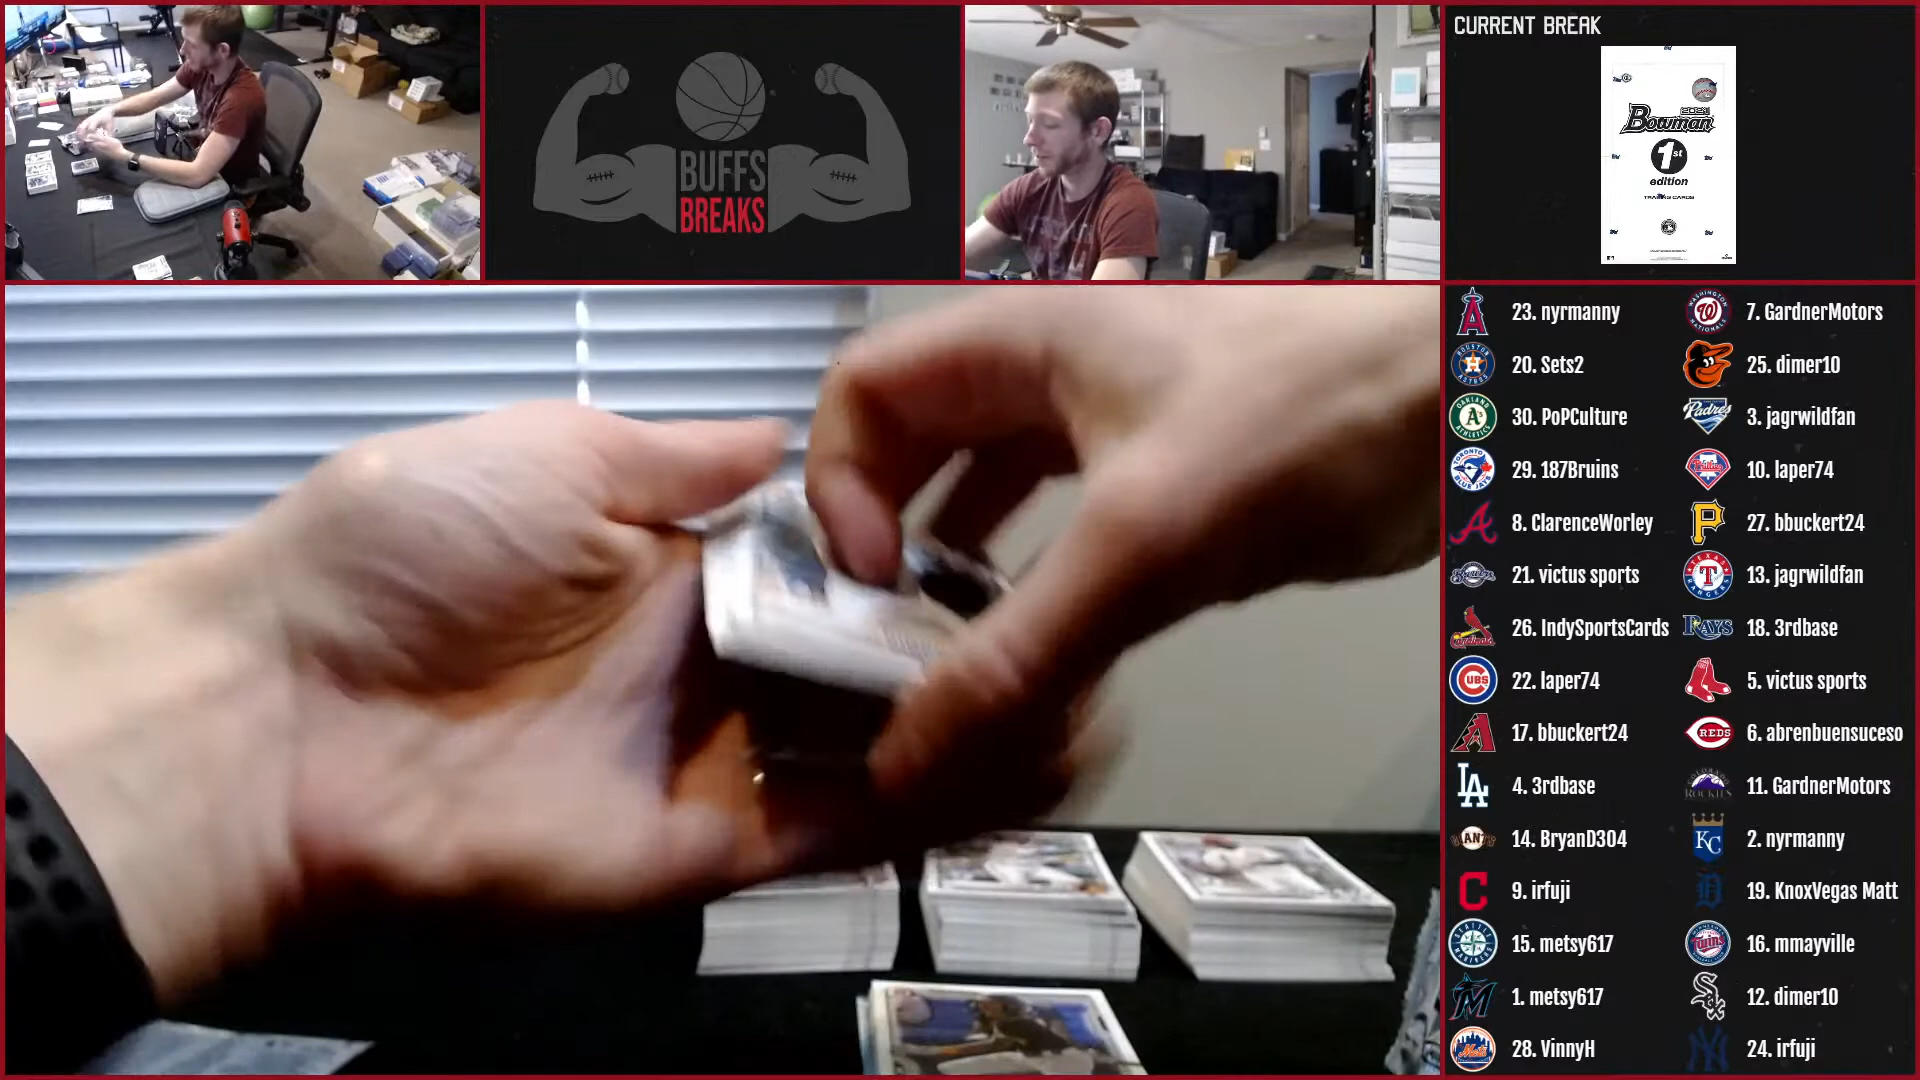 CURRENT BREAK
Bowman
1st
edition
TRADING CARDS
BUFFS
BREAKS
23. nyrmanny
7. GardnerMotors
20. Sets2
25. dimer10
30. PoPCulture
3. jagrwildfan
29. 187Bruins
10. laper74
8. ClarenceWorley
27. bbuckert24
21. victus sports
13. jagrwildfan
26. IndySportsCards
18. 3rdbase
22. laper74
5. victus sports
17. bbuckert24
6. abrenbuensuceso
4. 3rdbase
11. GardnerMotors
14. BryanD304
2. nyrmanny
9. irfuji
19. KnoxVegas Matt
15. metsy617
16. mmayville
1. metsy617
12. dimer10
28. VinnyH
24. irfuji